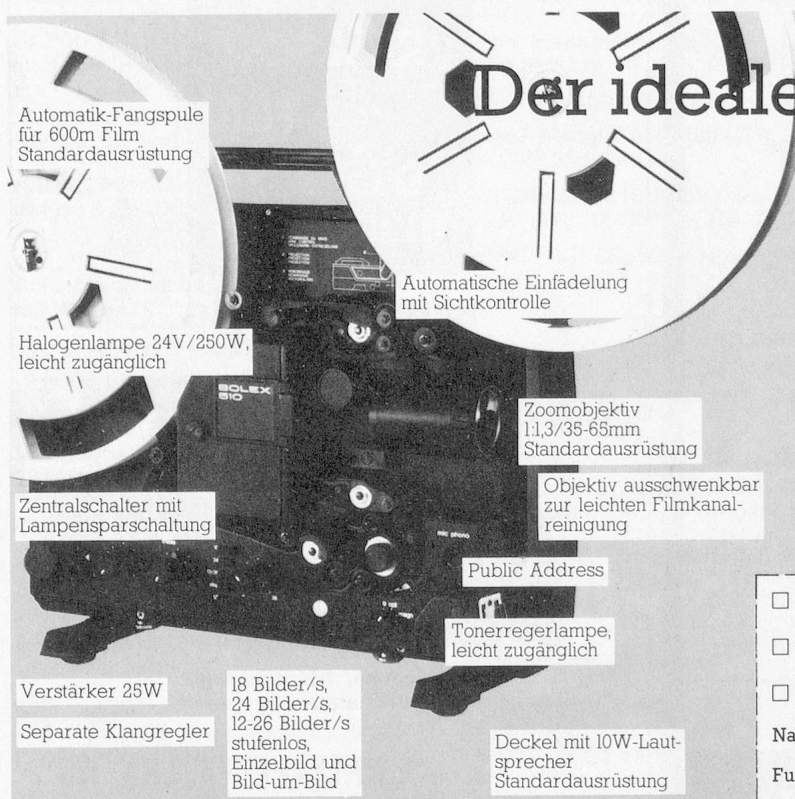 Der ideale
Automatik-Fangspule
für 600m Film
Standardausrüstung
Automatische Einfädelung
mit Sichtkontrolle
Halogenlampe 24V/250W,
leicht zugänglich
BOLEX
510
Zoomobjektiv
1:1,3/35-65mm
Standardausrüstung
Objektiv ausschwenkbar
zur leichten Filmkanal-
reinigung
Zentralschalter mit
Lampensparschaltung
mic phono
Public Address
Tonerregerlampe,
leicht zugänglich
Verstärker 25W
Separate Klangregler
18 Bilder/s,
24 Bilder/s,
12-26 Bilder/s
stufenlos,
Einzelbild und
Bild-um-Bild
Deckel mit 10W-Laut-
sprecher
Standardausrüstung
Na
Fu